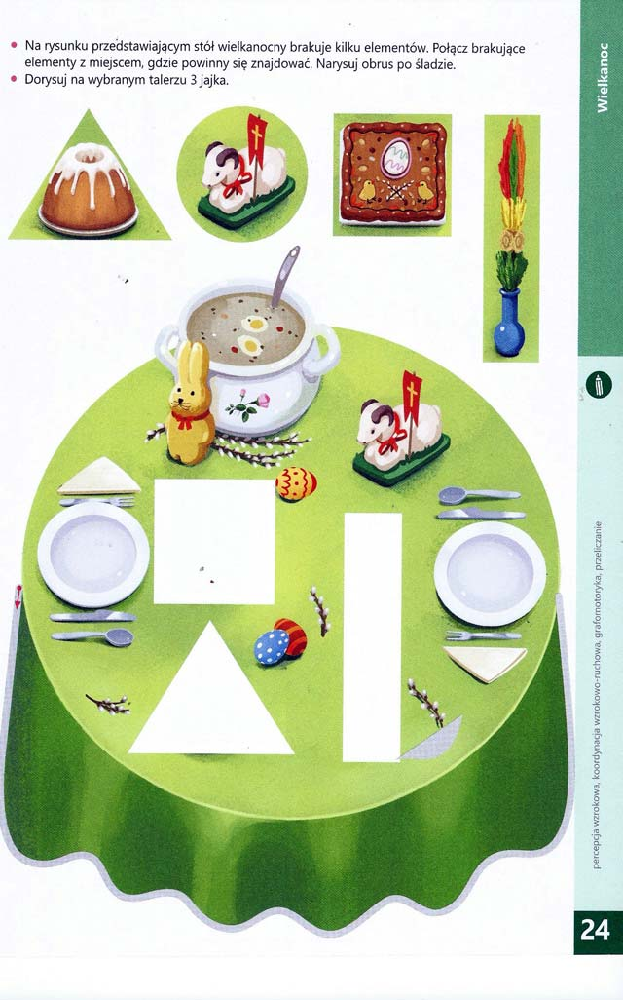 • Na rysunku przedstawiającym stół wielkanocny brakuje kilku elementów. Połącz brakujące
elementy z miejscem, gdzie powinny się znajdować. Narysuj obrus po śladzie.
• Dorysuj na wybranym talerzu 3 jajka.
Wielkanoc
percepcja wzrokowa, koordynacja wzrokowo-ruchowa, grafomotoryka, przeliczanie
24